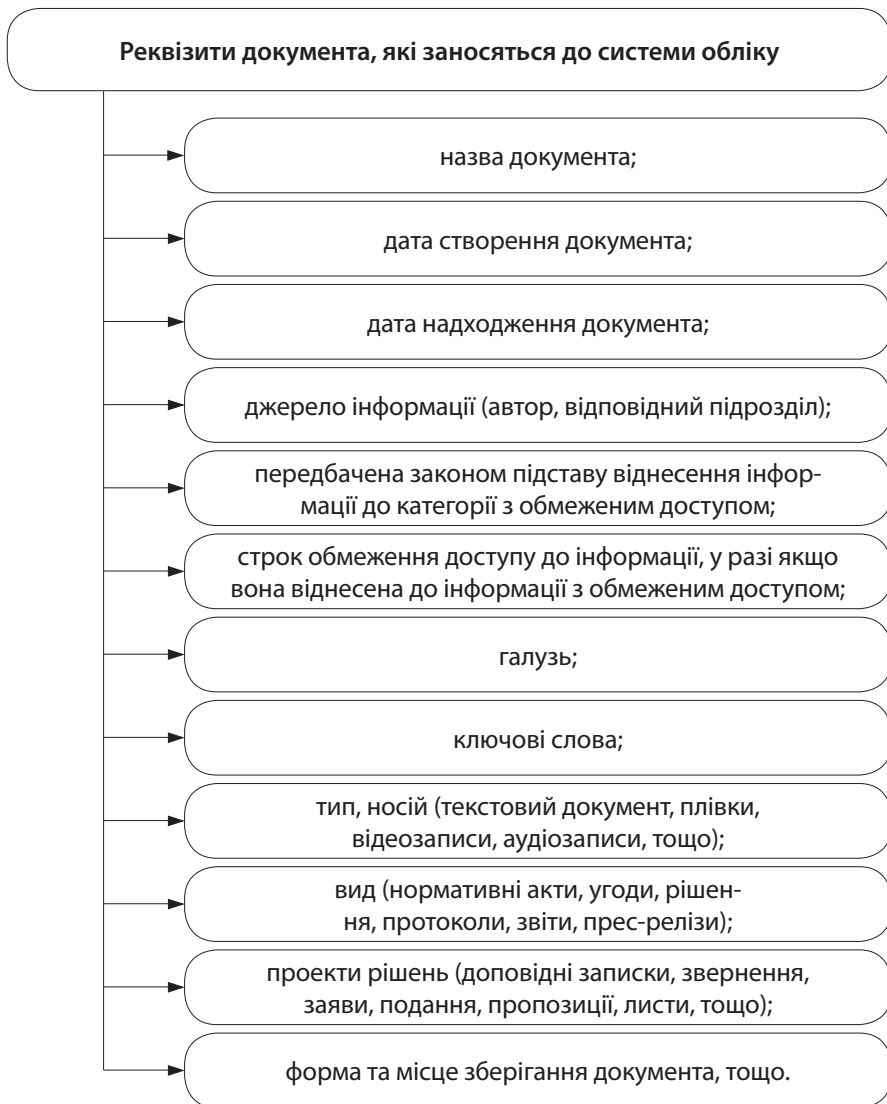 Реквізити документа, які заносяться до системи обліку
назва документа;
дата створення документа;
дата надходження документа;
джерело інформації (автор, відповідний підрозділ);
передбачена законом підставу віднесення інфор-
мації до категорії з обмеженим доступом;
строк обмеження доступу до інформації, у разі якщо
вона віднесена до інформації з обмеженим доступом;
галузь;
ключові слова;
тип, носій (текстовий документ, плівки,
відеозаписи, аудіозаписи, тощо);
вид (нормативні акти, угоди, рішен-
ня, протоколи, звіти, прес-релізи);
проекти рішень (доповідні записки, звернення,
заяви, подання, пропозиції, листи, тощо);
форма та місце зберігання документа, тощо.